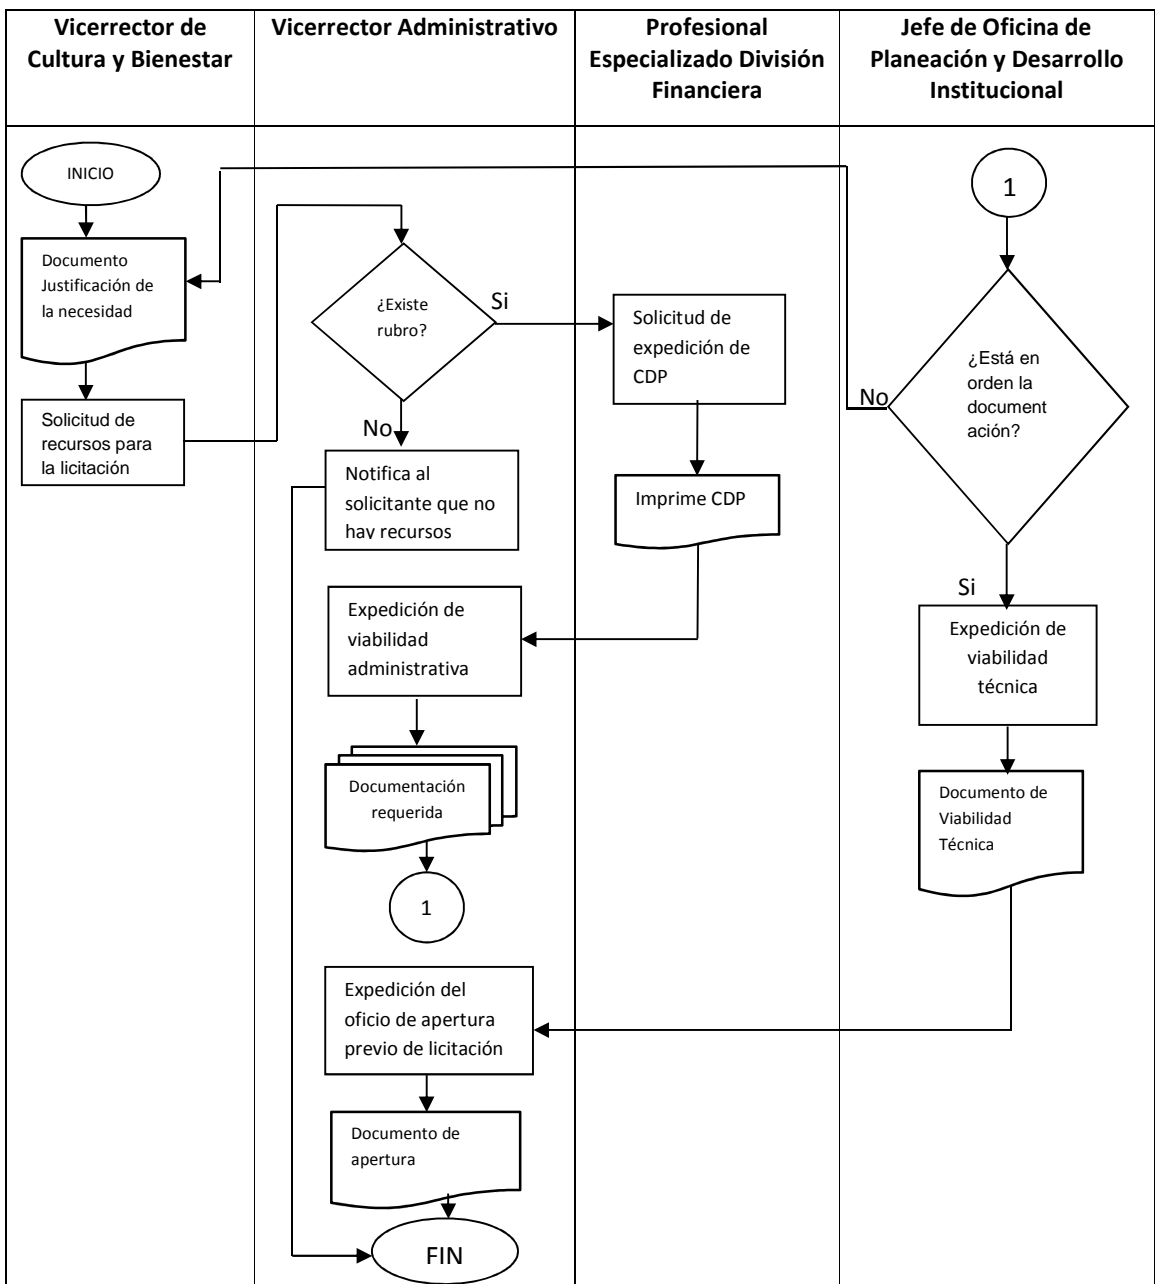 Vicerrector de
Cultura y Bienestar
Vicerrector Administrativo
Profesional
Especializado División
Financiera
Jefe de Oficina de
Planeación y Desarrollo
Institucional
INICIO
Documento
Justificación de
la necesidad
Solicitud de
recursos para
la licitación
¿Existe
rubro?
Si
No
Notifica al
solicitante que no
hay recursos
Solicitud de
expedición de
CDP
Imprime CDP
Expedición de
viabilidad
administrativa
Documentación
requerida
1
1
¿Está en
orden la
document
ación?
No
Si
Expedición de
viabilidad
técnica
Documento de
Viabilidad
Técnica
Expedición del
oficio de apertura
previo de licitación
Documento de
apertura
FIN